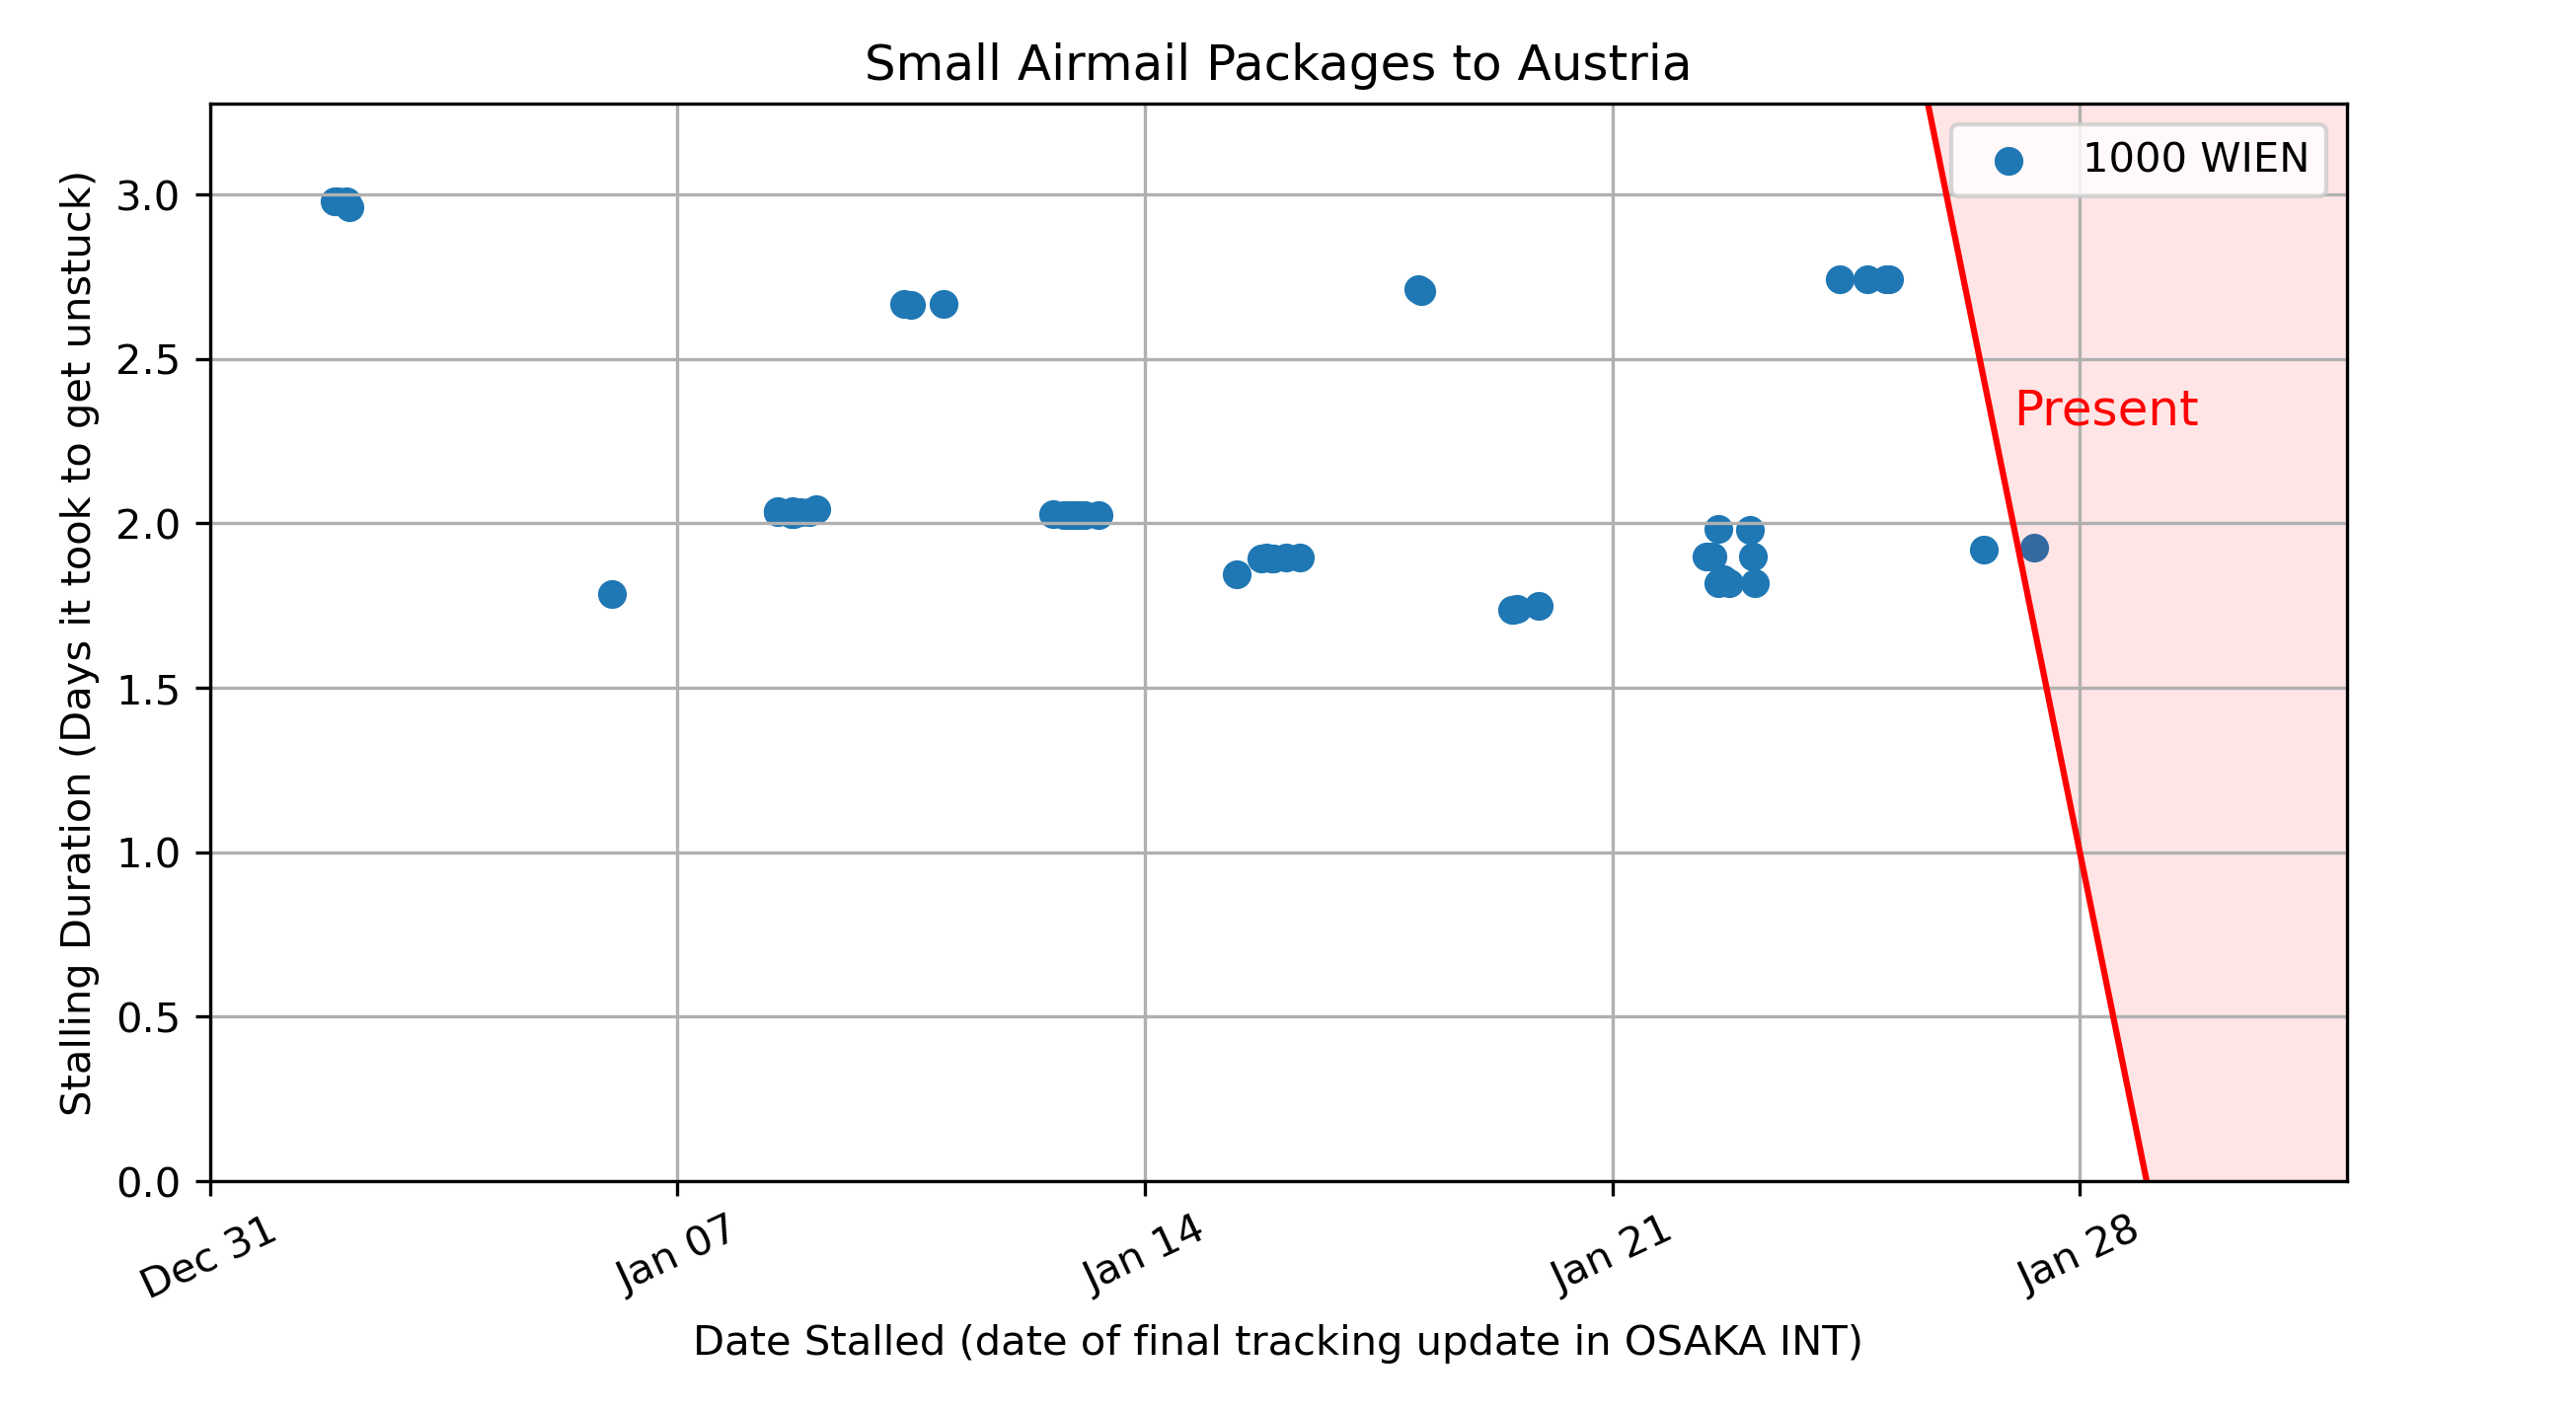 Small Airmail Packages to Austria
Stalling Duration (Days it took to get unstuck)
3.0
2.5
2.0
1.5
1.0
0.5
0.0
1000 WIEN
Present
Dec 31
Jan 07
Jan 14
Jan 21
Jan 28
Date Stalled (date of final tracking update in OSAKA INT)